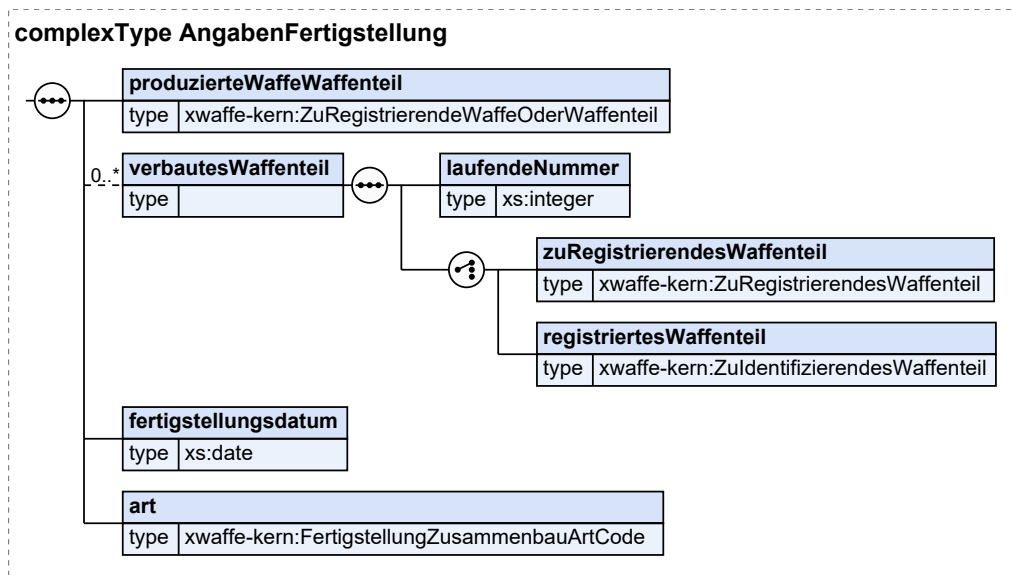 complexType AngabenFertigstellung
produzierteWaffeWaffenteil
type xwaffe-kern:ZuRegistrierendeWaffeOderWaffenteil
0..*
verbautesWaffenteil
type
laufendeNummer
type xs:integer
zuRegistrierendesWaffenteil
type xwaffe-kern:ZuRegistrierendesWaffenteil
registriertesWaffenteil
type xwaffe-kern:ZuIdentifizierendesWaffenteil
fertigstellungsdatum
type xs:date
art
type xwaffe-kern:FertigstellungZusammenbauArtCode